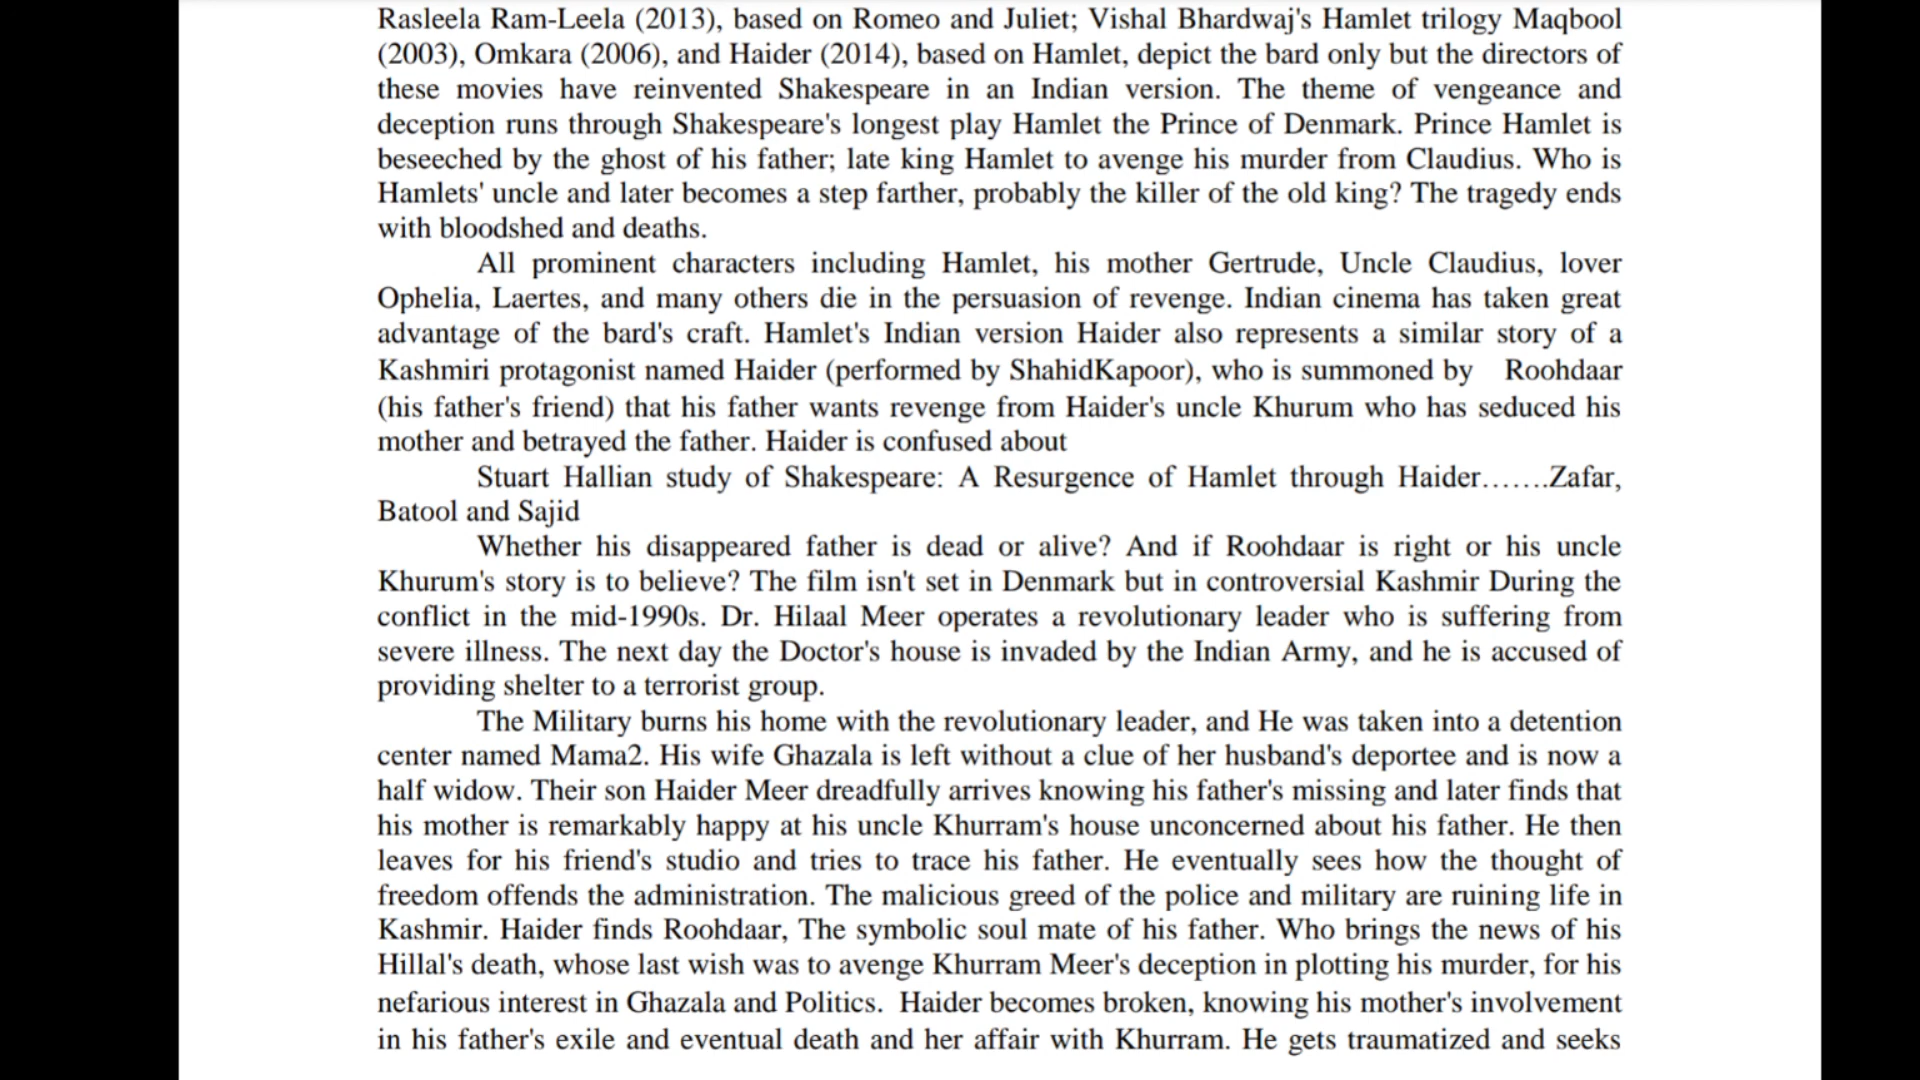 Rasleela Ram-Leela (2013), based on Romeo and Juliet; Vishal Bhardwaj's Hamlet trilogy Maqbool
(2003), Omkara (2006), and Haider (2014), based on Hamlet, depict the bard only but the directors of
these movies have reinvented Shakespeare in an Indian version. The theme of vengeance and
deception runs through Shakespeare's longest play Hamlet the Prince of Denmark. Prince Hamlet is
beseeched by the ghost of his father; late king Hamlet to avenge his murder from Claudius. Who is
Hamlets' uncle and later becomes a step farther, probably the killer of the old king? The tragedy ends
with bloodshed and deaths.
All prominent characters including Hamlet, his mother Gertrude, Uncle Claudius, lover
Ophelia, Laertes, and many others die in the persuasion of revenge. Indian cinema has taken great
advantage of the bard's craft. Hamlet's Indian version Haider also represents a similar story of a
Kashmiri protagonist named Haider (performed by ShahidKapoor), who is summoned by Roohdaar
(his father's friend) that his father wants revenge from Haider's uncle Khurum who has seduced his
mother and betrayed the father. Haider is confused about
Stuart Hallian study of Shakespeare: A Resurgence of Hamlet through Haider…….Zafar,
Batool and Sajid
Whether his disappeared father is dead or alive? And if Roohdaar is right or his uncle
Khurum's story is to believe? The film isn't set in Denmark but in controversial Kashmir During the
conflict in the mid-1990s. Dr. Hilaal Meer operates a revolutionary leader who is suffering from
severe illness. The next day the Doctor's house is invaded by the Indian Army, and he is accused of
providing shelter to a terrorist group.
The Military burns his home with the revolutionary leader, and He was taken into a detention
center named Mama2. His wife Ghazala is left without a clue of her husband's deportee and is now a
half widow. Their son Haider Meer dreadfully arrives knowing his father's missing and later finds that
his mother is remarkably happy at his uncle Khurram's house unconcerned about his father. He then
leaves for his friend's studio and tries to trace his father. He eventually sees how the thought of
freedom offends the administration. The malicious greed of the police and military are ruining life in
Kashmir. Haider finds Roohdaar, The symbolic soul mate of his father. Who brings the news of his
Hillal's death, whose last wish was to avenge Khurram Meer's deception in plotting his murder, for his
nefarious interest in Ghazala and Politics. Haider becomes broken, knowing his mother's involvement
in his father's exile and eventual death and her affair with Khurram. He gets traumatized and seeks